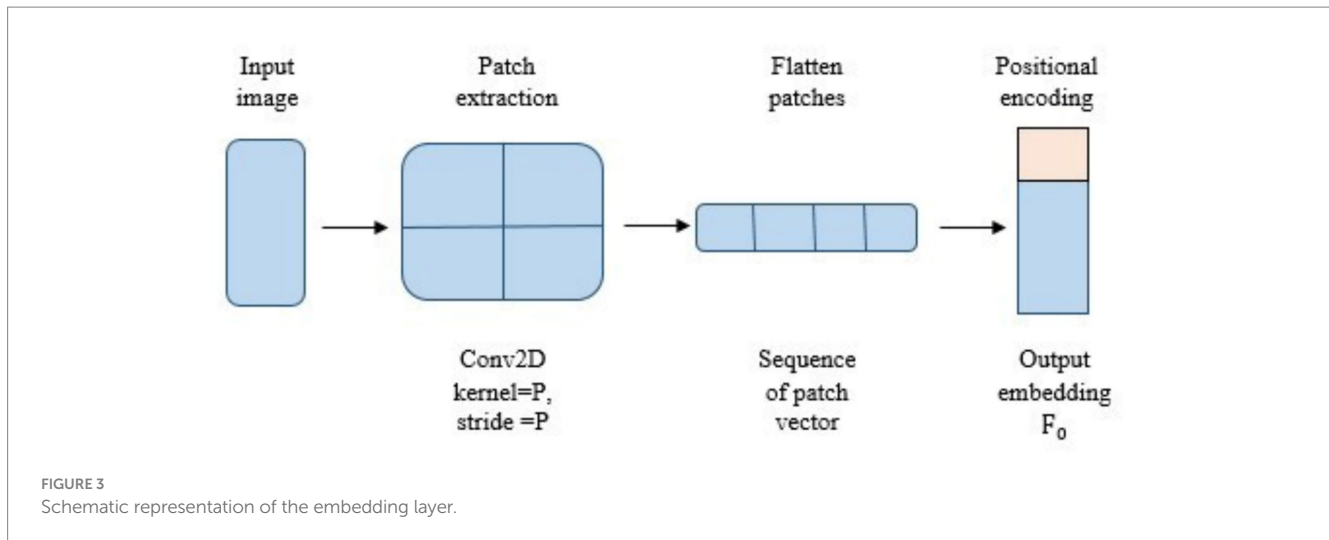 Input
image
Patch
extraction
Flatten
patches
Positional
encoding
Conv2D
kernel=P,
stride =P
Sequence
of patch
vector
Output
embedding
F₀
FIGURE 3
Schematic representation of the embedding layer.